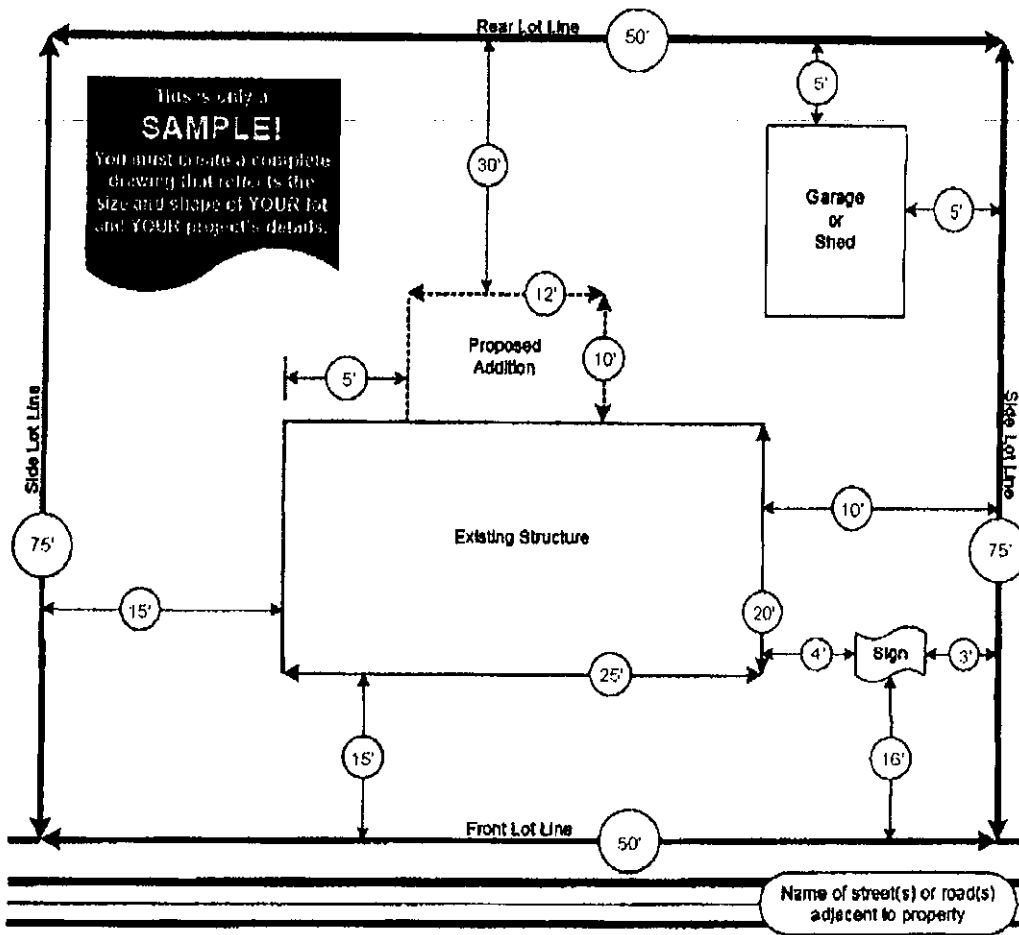 Rear Lot Line
50'
This is only a
SAMPLE!
You must create a complete
drawing that reflects the
size and shape of YOUR lot
and YOUR project's details.
30'
5'
Garage
or
Shed
5'
12'
Proposed
Addition
10'
5'
Side Lot Line
75'
Side Lot Line
75'
Existing Structure
10'
15'
20'
25'
4'
Sign
3'
15'
16'
Front Lot Line
50'
Name of street(s) or road(s)
adjacent to property